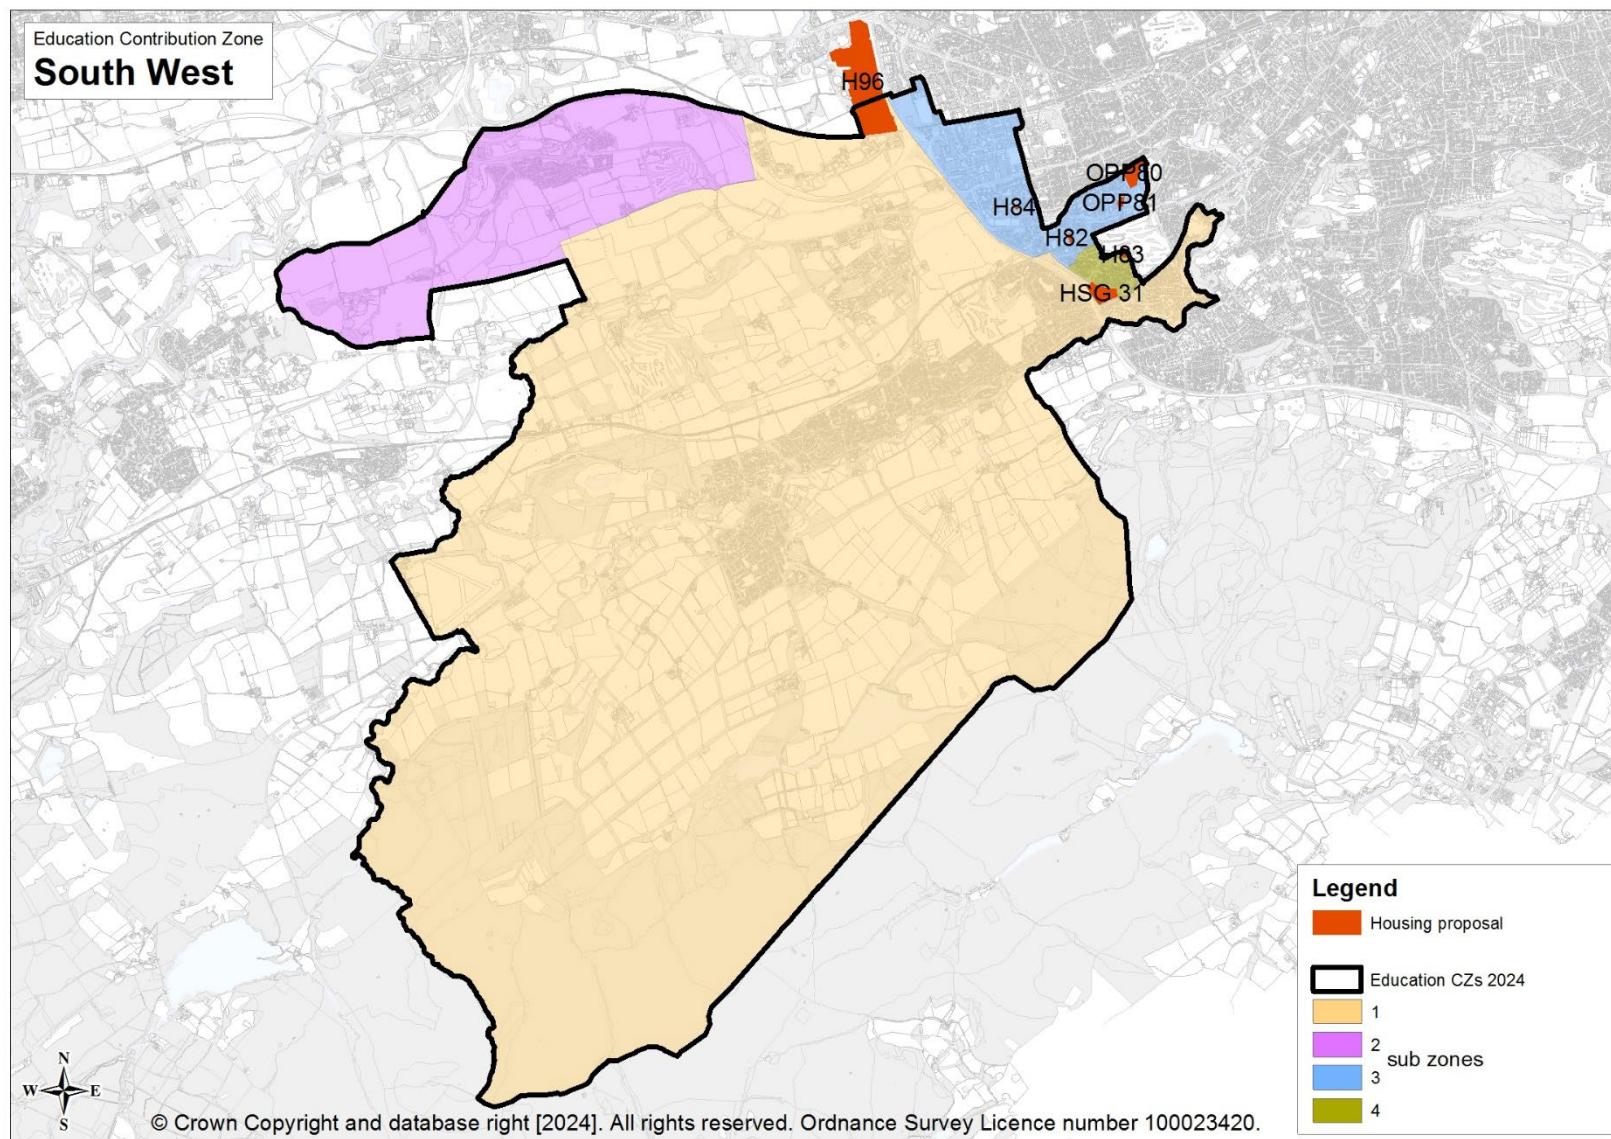 Education Contribution Zone
South West
H96
OPP80
OPP81
H84
H82
H83
HSG 31
Legend
Housing proposal
Education CZs 2024
1
2
sub zones
3
4
N
W E
S
© Crown Copyright and database right [2024]. All rights reserved. Ordnance Survey Licence number 100023420.